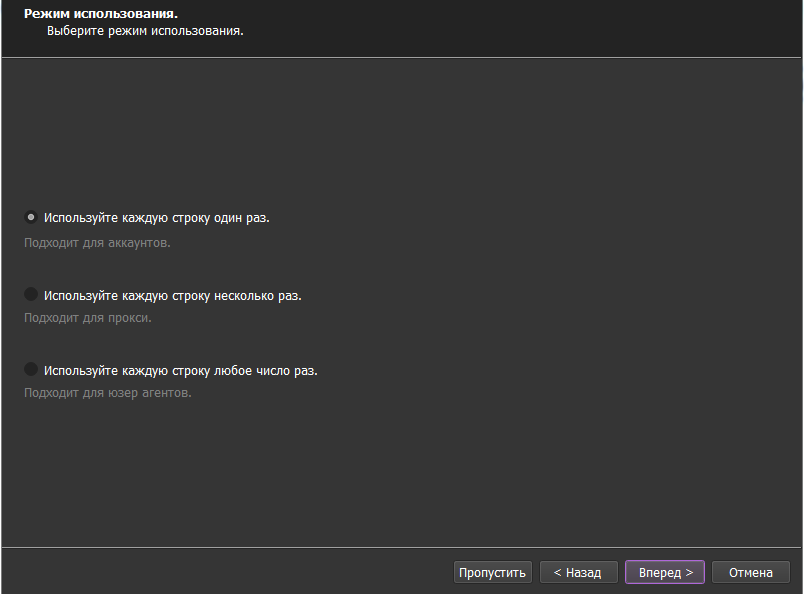 Режим использования.
Выберите режим использования.
Используйте каждую строку один раз.
Подходит для аккаунтов.
Используйте каждую строку несколько раз.
Подходит для прокси.
Используйте каждую строку любое число раз.
Подходит для юзер агентов.
Пропустить
< Назад
Вперед >
Отмена